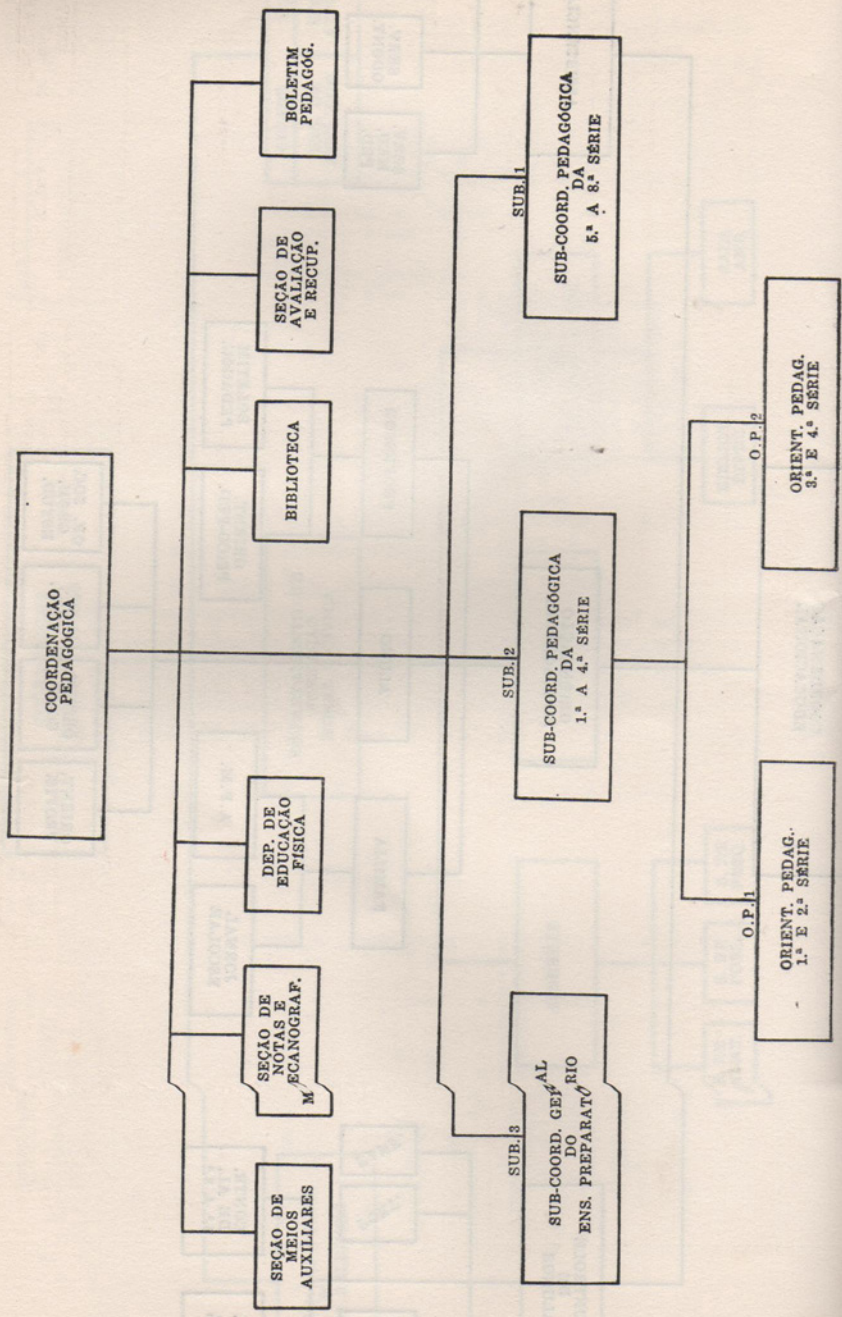 COORDENAÇÃO
PEDAGÓGICA
SEÇÃO DE
MEIOS
AUXILIARES
SEÇÃO DE
NOTAS E
MECANOGRAF.
DEP. DE
EDUCAÇÃO
FÍSICA
BIBLIOTECA
SEÇÃO DE
AVALIAÇÃO
E RECUP.
BOLETIM
PEDAGÓG.
SUB. 3
SUB-COORD. GERAL
DO
ENS. PREPARATÓRIO
SUB. 2
SUB-COORD. PEDAGÓGICA
DA
1.ª A 4.ª SÉRIE
SUB. 1
SUB-COORD. PEDAGÓGICA
DA
5.ª A 8.ª SÉRIE
O.P. 1
ORIENT. PEDAG.
1.ª E 2.ª SÉRIE
O.P. 2
ORIENT. PEDAG.
3.ª E 4.ª SÉRIE